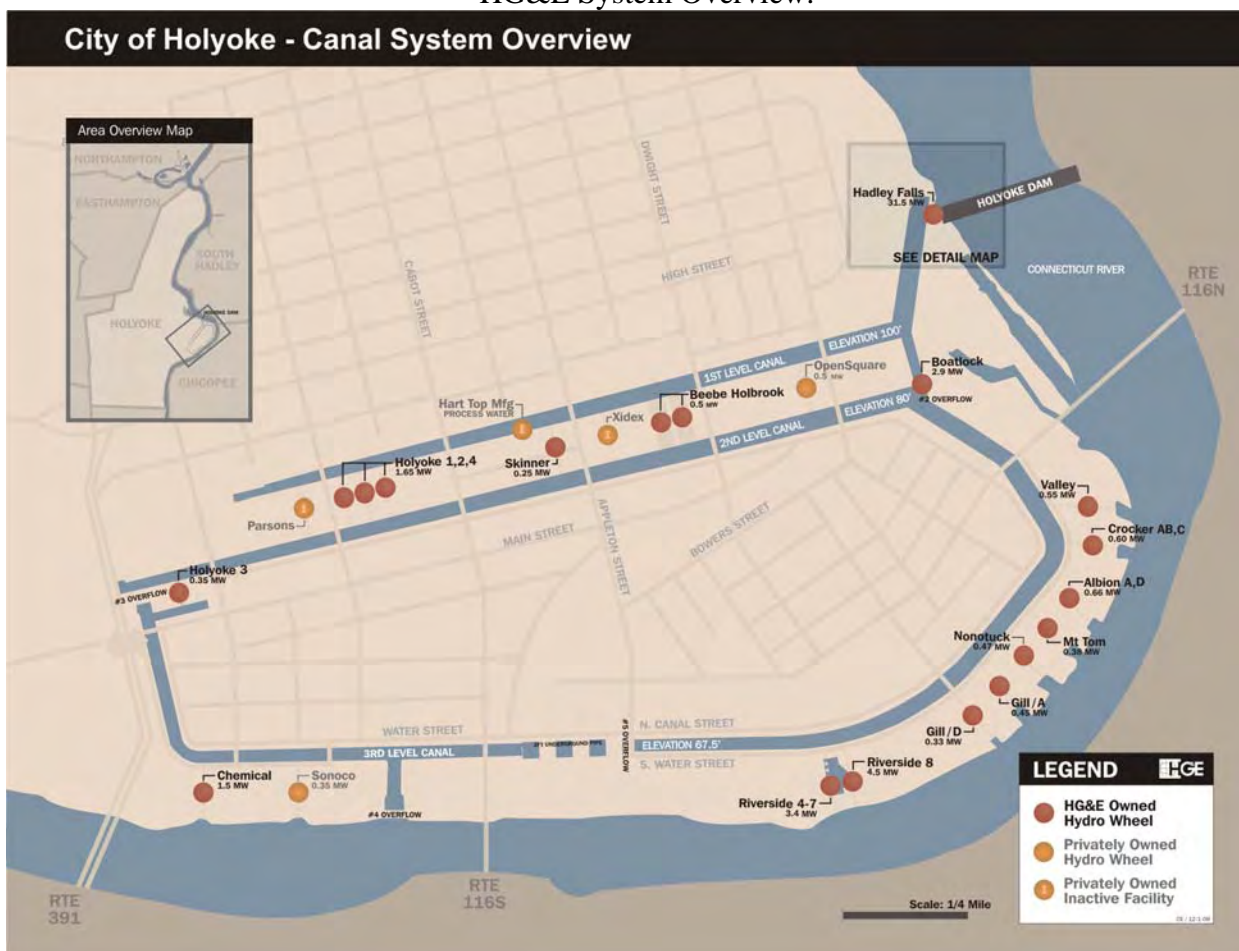 HG&E System Overview:
City of Holyoke - Canal System Overview
Area Overview Map
NORTHAMPTON
EASTHAMPTON
SOUTH
HADLEY
HOLYOKE
CHICOPEE
DWIGHT STREET
CABOT STREET
HIGH STREET
Hadley Falls
31.5 MW
HOLYOKE DAM
SEE DETAIL MAP
CONNECTICUT RIVER
RTE
116N
1ST LEVEL CANAL
ELEVATION 100'
OpenSquare
0.5 MW
Boatlock
2.9 MW
#2 OVERFLOW
Beebe Holbrook
0.5 MW
ELEVATION 80'
Hart Top Mfg
PROCESS WATER
Xidex
2ND LEVEL CANAL
Skinner
0.25 MW
Holyoke 1,2,4
1.65 MW
Parsons
MAIN STREET
APPLETON STREET
BOWERS STREET
Valley
0.55 MW
Crocker AB,C
0.60 MW
Holyoke 3
0.35 MW
#3 OVERFLOW
Albion A,D
0.66 MW
Mt Tom
Nonotuck
0.47 MW
Gill/A
0.45 MW
Gill/D
0.33 MW
WATER STREET
N. CANAL STREET
3RD LEVEL CANAL
#5 OVERFLOW
ELEVATION 67.5'
S. WATER STREET
Riverside 8
4.5 MW
Riverside 4-7
3.4 MW
Chemical
1.5 MW
Sonoco
0.35 MW
#4 OVERFLOW
RTE
391
RTE
116S
Scale: 1/4 Mile
LEGEND
HGE
HG&E Owned
Hydro Wheel
Privately Owned
Hydro Wheel
Privately Owned
Inactive Facility